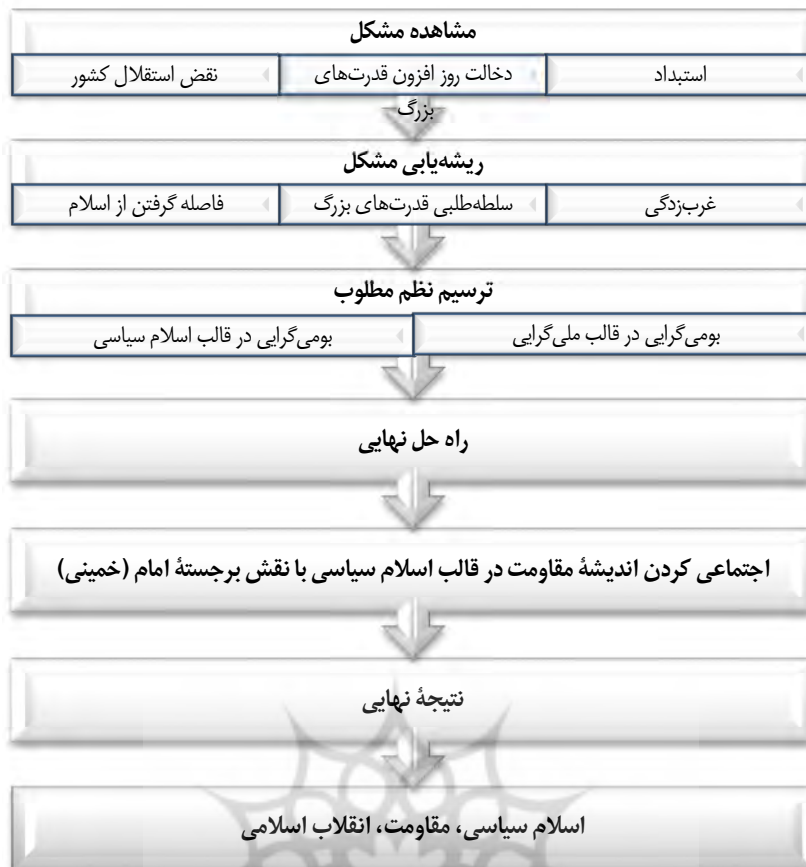 مشاهده مشکل
استبداد
دخالت روز افزون قدرت‌های
بزرگ
نقض استقلال کشور
ریشه‌یابی مشکل
غرب‌زدگی
سلطه‌طلبی قدرت‌های بزرگ
فاصله گرفتن از اسلام
ترسیم نظم مطلوب
بومی‌گرایی در قالب ملی‌گرایی
بومی‌گرایی در قالب اسلام سیاسی
راه حل نهایی
اجتماعی کردن اندیشهٔ مقاومت در قالب اسلام سیاسی با نقش برجستهٔ امام (خمینی)
نتیجهٔ نهایی
اسلام سیاسی، مقاومت، انقلاب اسلامی